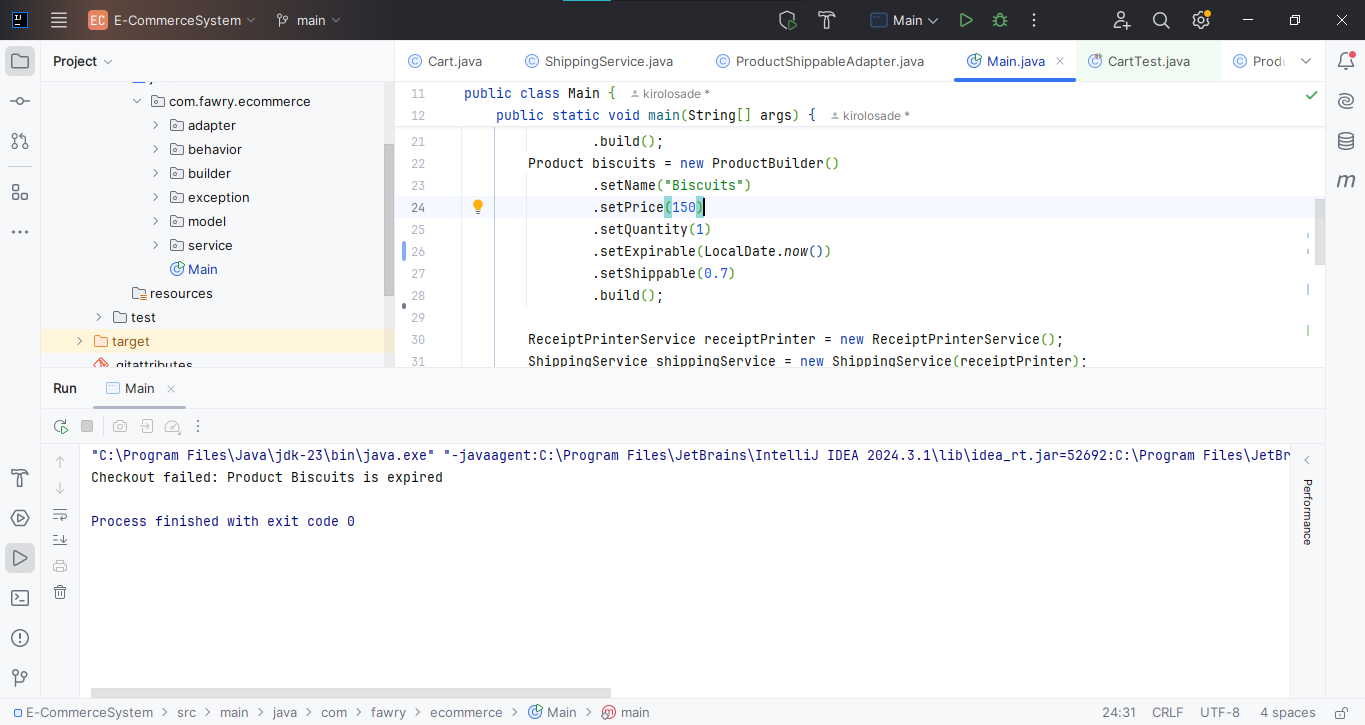 EC E-CommerceSystem main Main
Project
Cart.java ShippingService.java ProductShippableAdapter.java Main.java CartTest.java Produ
com.fawry.ecommerce
adapter
behavior
builder
exception
model
service
Main
resources
test
target
.gitattributes
11 public class Main { kirolosade *
12 public static void main(String[] args) { kirolosade *
21 .build();
22 Product biscuits = new ProductBuilder()
23 .setName("Biscuits")
24 .setPrice(150)
25 .setQuantity(1)
26 .setExpirable(LocalDate.now())
27 .setShippable(0.7)
28 .build();
29
30 ReceiptPrinterService receiptPrinter = new ReceiptPrinterService();
31 ShippingService shippingService = new ShippingService(receiptPrinter);
m
Run Main
"C:\Program Files\Java\jdk-23\bin\java.exe" "-javaagent:C:\Program Files\JetBrains\IntelliJ IDEA 2024.3.1\lib\idea_rt.jar=52692:C:\Program Files\JetBr
Checkout failed: Product Biscuits is expired
Process finished with exit code 0
Performance
E-CommerceSystem > src > main > java > com > fawry > ecommerce > Main > main 24:31 CRLF UTF-8 4 spaces